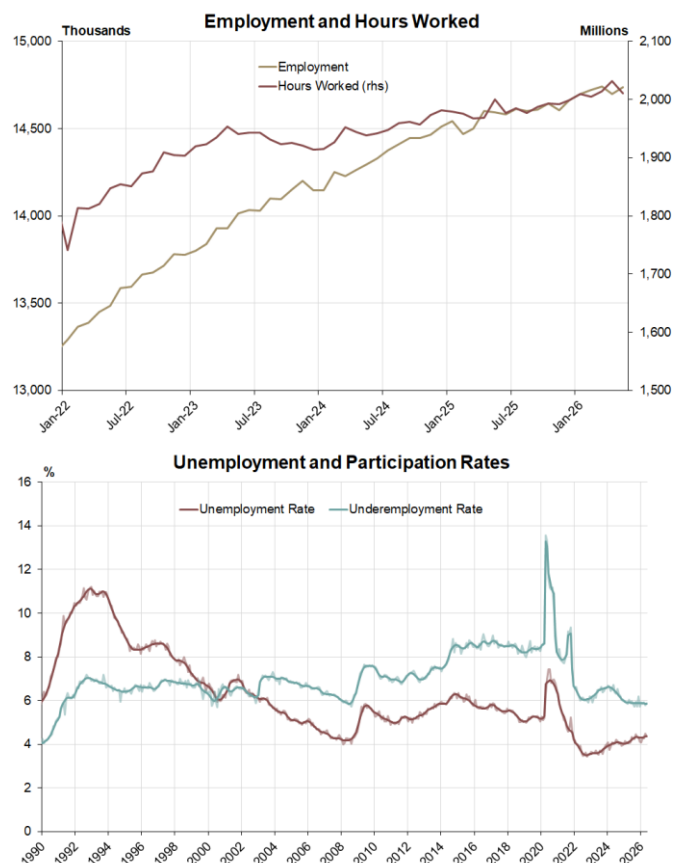 Employment and Hours Worked
Thousands
Millions
15,000
2,100
Employment
Hours Worked (rhs)
2,000
14,500
1,900
14,000
1,800
1,700
13,500
1,600
13,000
1,500
Jan-22
Jul-22
Jan-23
Jul-23
Jan-24
Jul-24
Jan-25
Jul-25
Jan-26
Unemployment and Participation Rates
%
16
Unemployment Rate
Underemployment Rate
14
12
10
8
6
4
2
0
1990
1992
1994
1996
1998
2000
2002
2004
2006
2008
2010
2012
2014
2016
2018
2020
2022
2024
2026